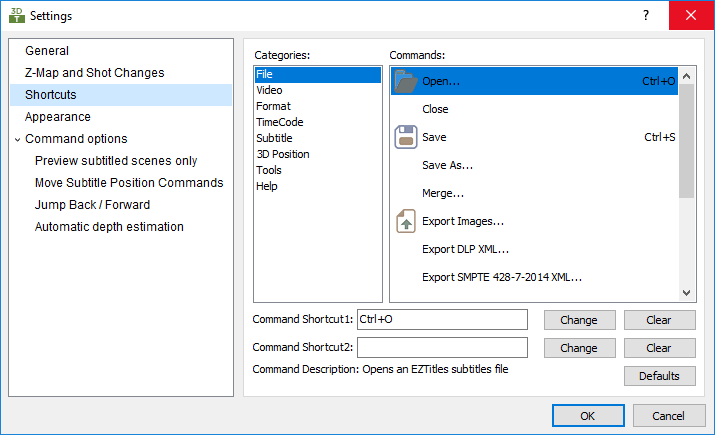 3D
T
Settings
?
General
Z-Map and Shot Changes
Shortcuts
Appearance
Command options
Preview subtitled scenes only
Move Subtitle Position Commands
Jump Back / Forward
Automatic depth estimation
Categories:
File
Video
Format
TimeCode
Subtitle
3D Position
Tools
Help
Commands:
Open... Ctrl+O
Close
Save Ctrl+S
Save As...
Merge...
Export Images...
Export DLP XML...
Export SMPTE 428-7-2014 XML...
Command Shortcut1: Ctrl+O Change Clear
Command Shortcut2: Change Clear
Command Description: Opens an EZTitles subtitles file
Defaults
OK Cancel